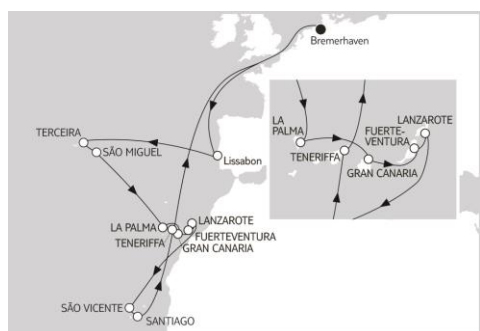 Bremerhaven
TERCEIRA
SÃO MIGUEL
Lissabon
LA PALMA
TENERIFFA
LANZAROTE
FUERTEVENTURA
GRAN CANARIA
SÃO VICENTE
SANTIAGO
LA
PALMA
TENERIFFA
GRAN CANARIA
FUERTE-
VENTURA
LANZAROTE